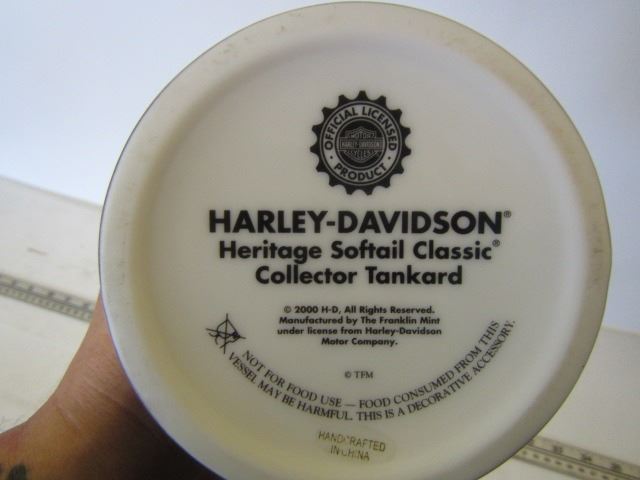 OFFICIAL LICENSED
MOTOR
HARLEY-DAVIDSON
CYCLES
PRODUCT
HARLEY-DAVIDSON®
Heritage Softail Classic®
Collector Tankard
© 2000 H-D, All Rights Reserved.
Manufactured by The Franklin Mint
under license from Harley-Davidson
Motor Company.
© TFM
NOT FOR FOOD USE — FOOD CONSUMED FROM THIS
VESSEL MAY BE HARMFUL. THIS IS A DECORATIVE ACCESSORY.
HANDCRAFTED
IN CHINA